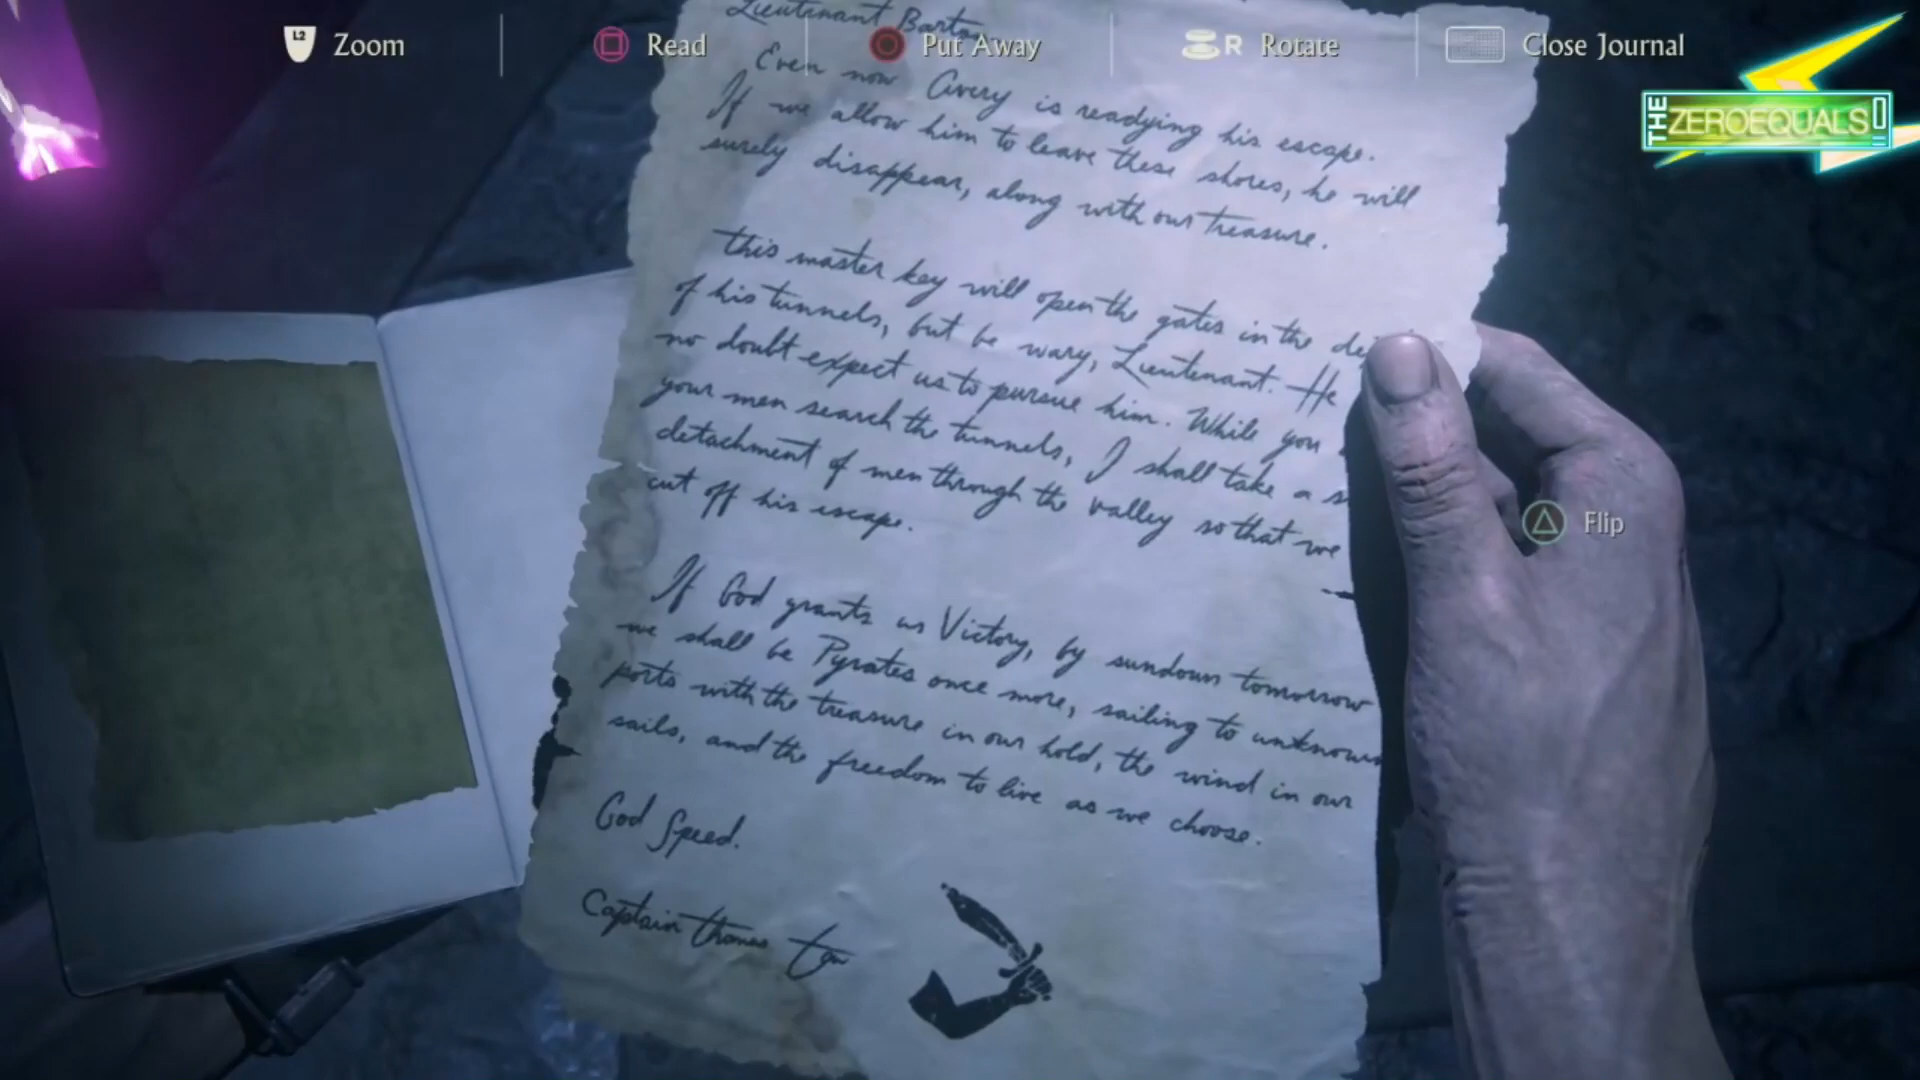 L2 Zoom
Read
Put Away
R Rotate
Close Journal
THE ZEROEQUALS 0
Lieutenant
Even now Avery is readying his escape.
If we allow him to leave these shores, he will
surely disappear, along with our treasure.
This master key will open the gates in the
of his tunnels, but be wary, Lieutenant. He
no doubt expect us to pursue him. While you
your men search the tunnels, I shall take a
detachment of men through the valley so that we
cut off his escape.
If God grants us Victory, by sundown tomorrow
we shall be Pyrates once more, sailing to unknown
ports with the treasure in our hold, the wind in our
sails, and the freedom to live as we choose.
God Speed.
Captain Thomas Tew
Flip